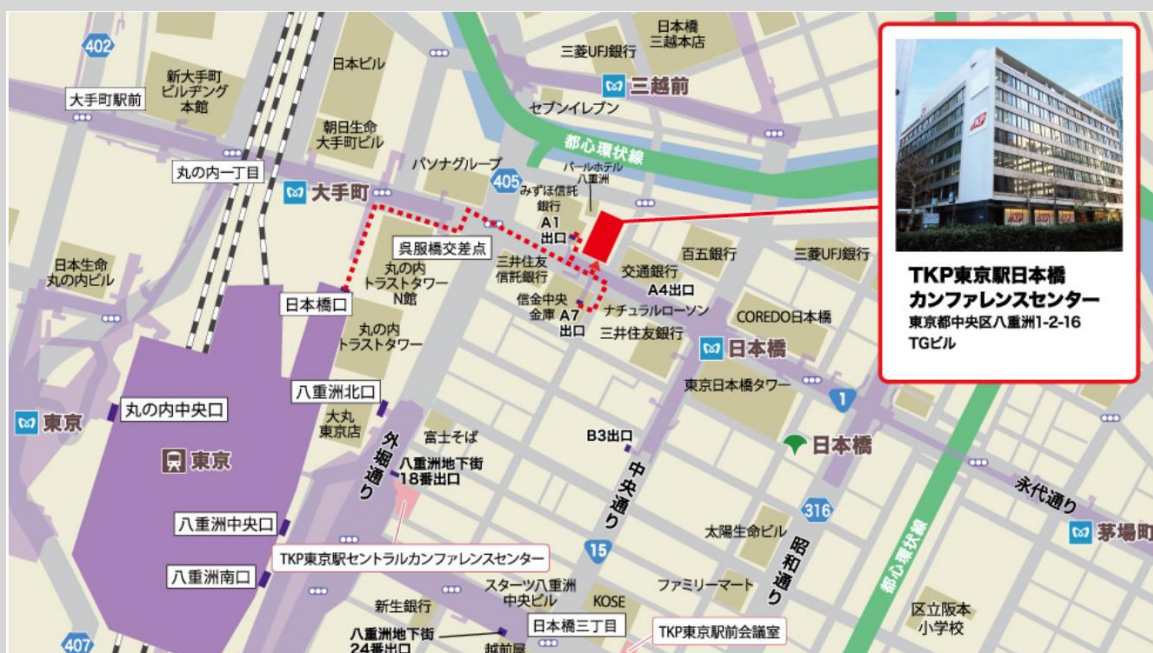 402
日本ビル
日本橋
三越本店
三菱UFJ銀行
三越前
新大手町
ビルヂング
本館
大手町駅前
セブンイレブン
朝日生命
大手町ビル
都心環状線
パソナグループ
405
パールホテル
八重洲
丸の内一丁目
大手町
みずほ信託
銀行
A1
出口
呉服橋交差点
三井住友
信託銀行
百五銀行
三菱UFJ銀行
交通銀行
A4出口
日本生命
丸の内ビル
丸の内
トラストタワー
N館
日本橋口
信金中央
金庫
A7
出口
ナチュラルローソン
三井住友銀行
COREDO日本橋
丸の内
トラストタワー
日本橋
東京日本橋タワー
1
八重洲北口
丸の内中央口
大丸
東京店
東京
東京
外堀通り
富士そば
八重洲地下街
18番出口
B3出口
中央通り
日本橋
永代通り
316
八重洲中央口
太陽生命ビル
昭和通り
都心環状線
茅場町
TKP東京駅セントラルカンファレンスセンター
15
八重洲南口
スターツ八重洲
中央ビル
KOSE
ファミリーマート
新生銀行
日本橋三丁目
TKP東京駅前会議室
区立阪本
小学校
407
八重洲地下街
24番出口
越前屋
TKP
TKP東京駅日本橋
カンファレンスセンター
東京都中央区八重洲1-2-16
TGビル